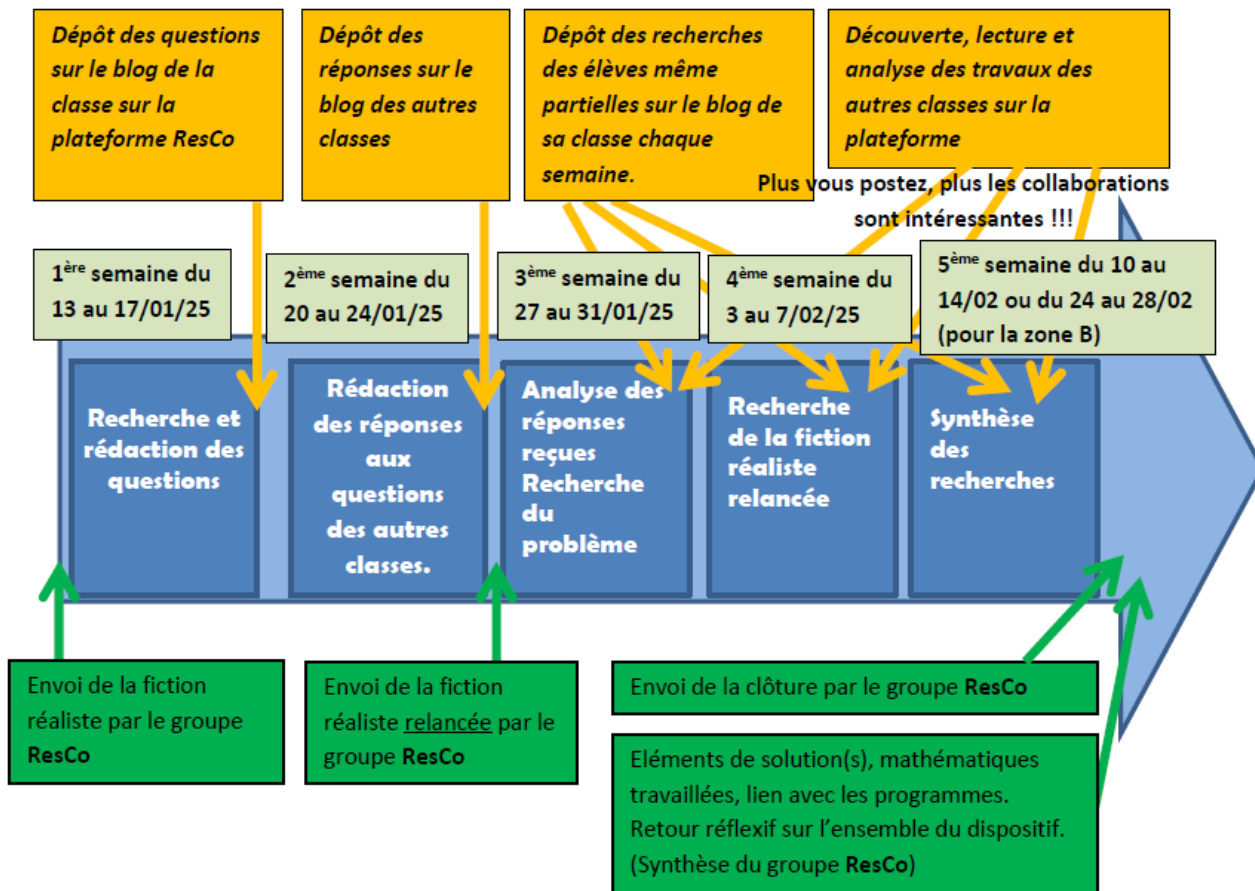 Dépôt des questions
sur le blog de la
classe sur la
plateforme ResCo
Dépôt des
réponses sur le
blog des autres
classes
Dépôt des recherches
des élèves même
partielles sur le blog de
sa classe chaque
semaine.
Découverte, lecture et
analyse des travaux des
autres classes sur la
plateforme
Plus vous postez, plus les collaborations
sont intéressantes !!!
1ère semaine du
13 au 17/01/25
2ème semaine du
20 au 24/01/25
3ème semaine du
27 au 31/01/25
4ème semaine du
3 au 7/02/25
5ème semaine du 10 au
14/02 ou du 24 au 28/02
(pour la zone B)
Recherche et
rédaction des
questions
Rédaction
des réponses
aux
questions
des autres
classes.
Analyse des
réponses
reçues
Recherche
du
problème
Recherche
de la fiction
réaliste
relancée
Synthèse
des
recherches
Envoi de la fiction
réaliste par le groupe
ResCo
Envoi de la fiction
réaliste relancée par le
groupe ResCo
Envoi de la clôture par le groupe ResCo
Eléments de solution(s), mathématiques
travaillées, lien avec les programmes.
Retour réflexif sur l'ensemble du dispositif.
(Synthèse du groupe ResCo)